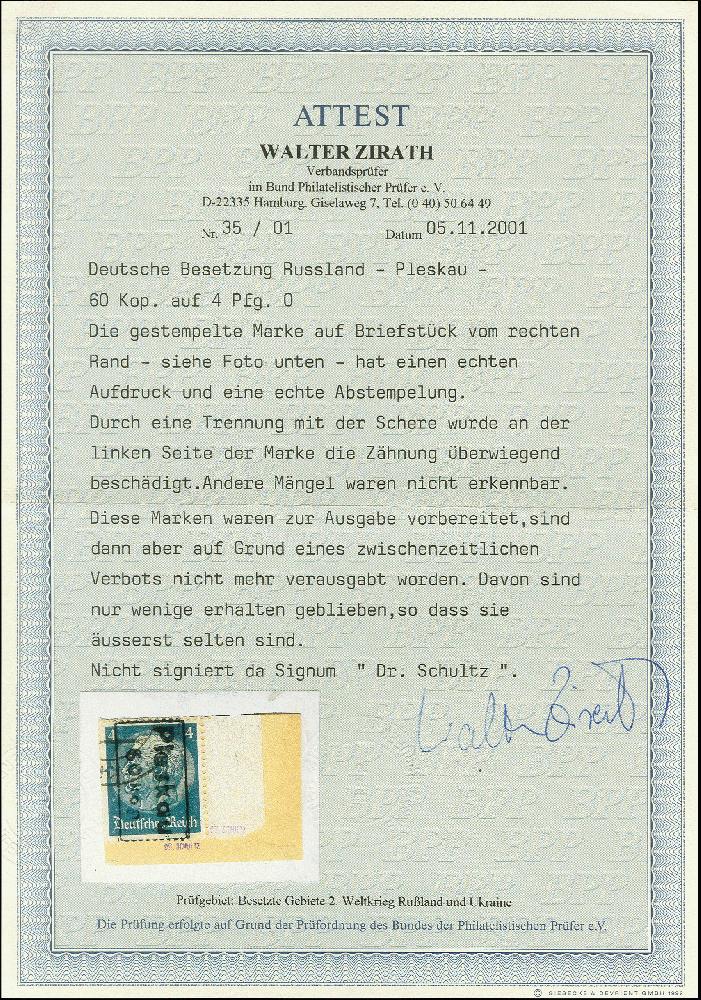 ATTEST
WALTER ZIRATH
Verbandsprüfer
im Bund Philatelistischer Prüfer e. V.
D-22335 Hamburg, Giselaweg 7, Tel. (0 40) 50 64 49
Nr. 35 / 01 Datum 05.11.2001
Deutsche Besetzung Russland - Pleskau -
60 Kop. auf 4 Pfg. O
Die gestempelte Marke auf Briefstück vom rechten
Rand - siehe Foto unten - hat einen echten
Aufdruck und eine echte Abstempelung.
Durch eine Trennung mit der Schere wurde an der
linken Seite der Marke die Zähnung überwiegend
beschädigt.Andere Mängel waren nicht erkennbar.
Diese Marken waren zur Ausgabe vorbereitet,sind
dann aber auf Grund eines zwischenzeitlichen
Verbots nicht mehr verausgabt worden. Davon sind
nur wenige erhalten geblieben,so dass sie
äusserst selten sind.
Nicht signiert da Signum " Dr. Schultz ".
Walter Zirath
4 4
Pleskau
Deutsches Reich
Prüfgebiet: Besetzte Gebiete 2. Weltkrieg Rußland und Ukraine
Die Prüfung erfolgte auf Grund der Prüfordnung des Bundes der Philatelistischen Prüfer e.V.
© GIESECKE & DEVRIENT GMBH 1992